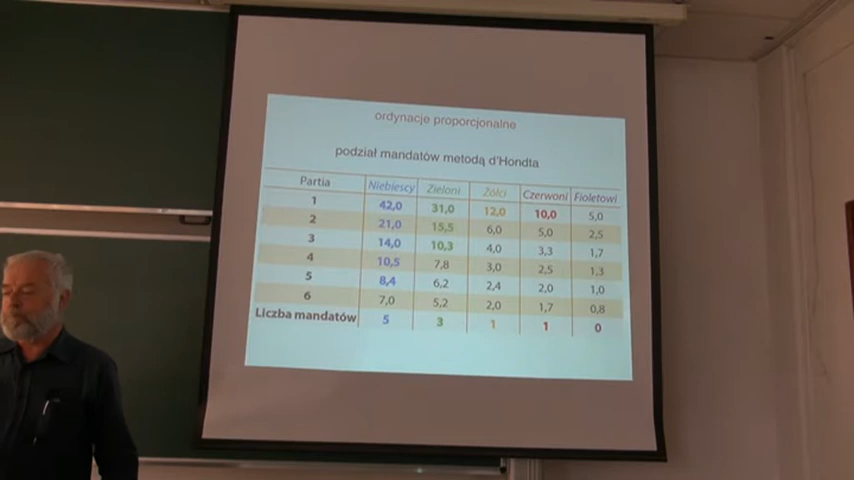 ordynacje proporcjonalne
podział mandatów metodą d'Hondta
Partia Niebiescy Zieloni Żółci Czerwoni Fioletowi
1 42,0 31,0 12,0 10,0 5,0
2 21,0 15,5 6,0 5,0 2,5
3 14,0 10,3 4,0 3,3 1,7
4 10,5 7,8 3,0 2,5 1,3
5 8,4 6,2 2,4 2,0 1,0
6 7,0 5,2 2,0 1,7 0,8
Liczba mandatów 5 3 1 1 0